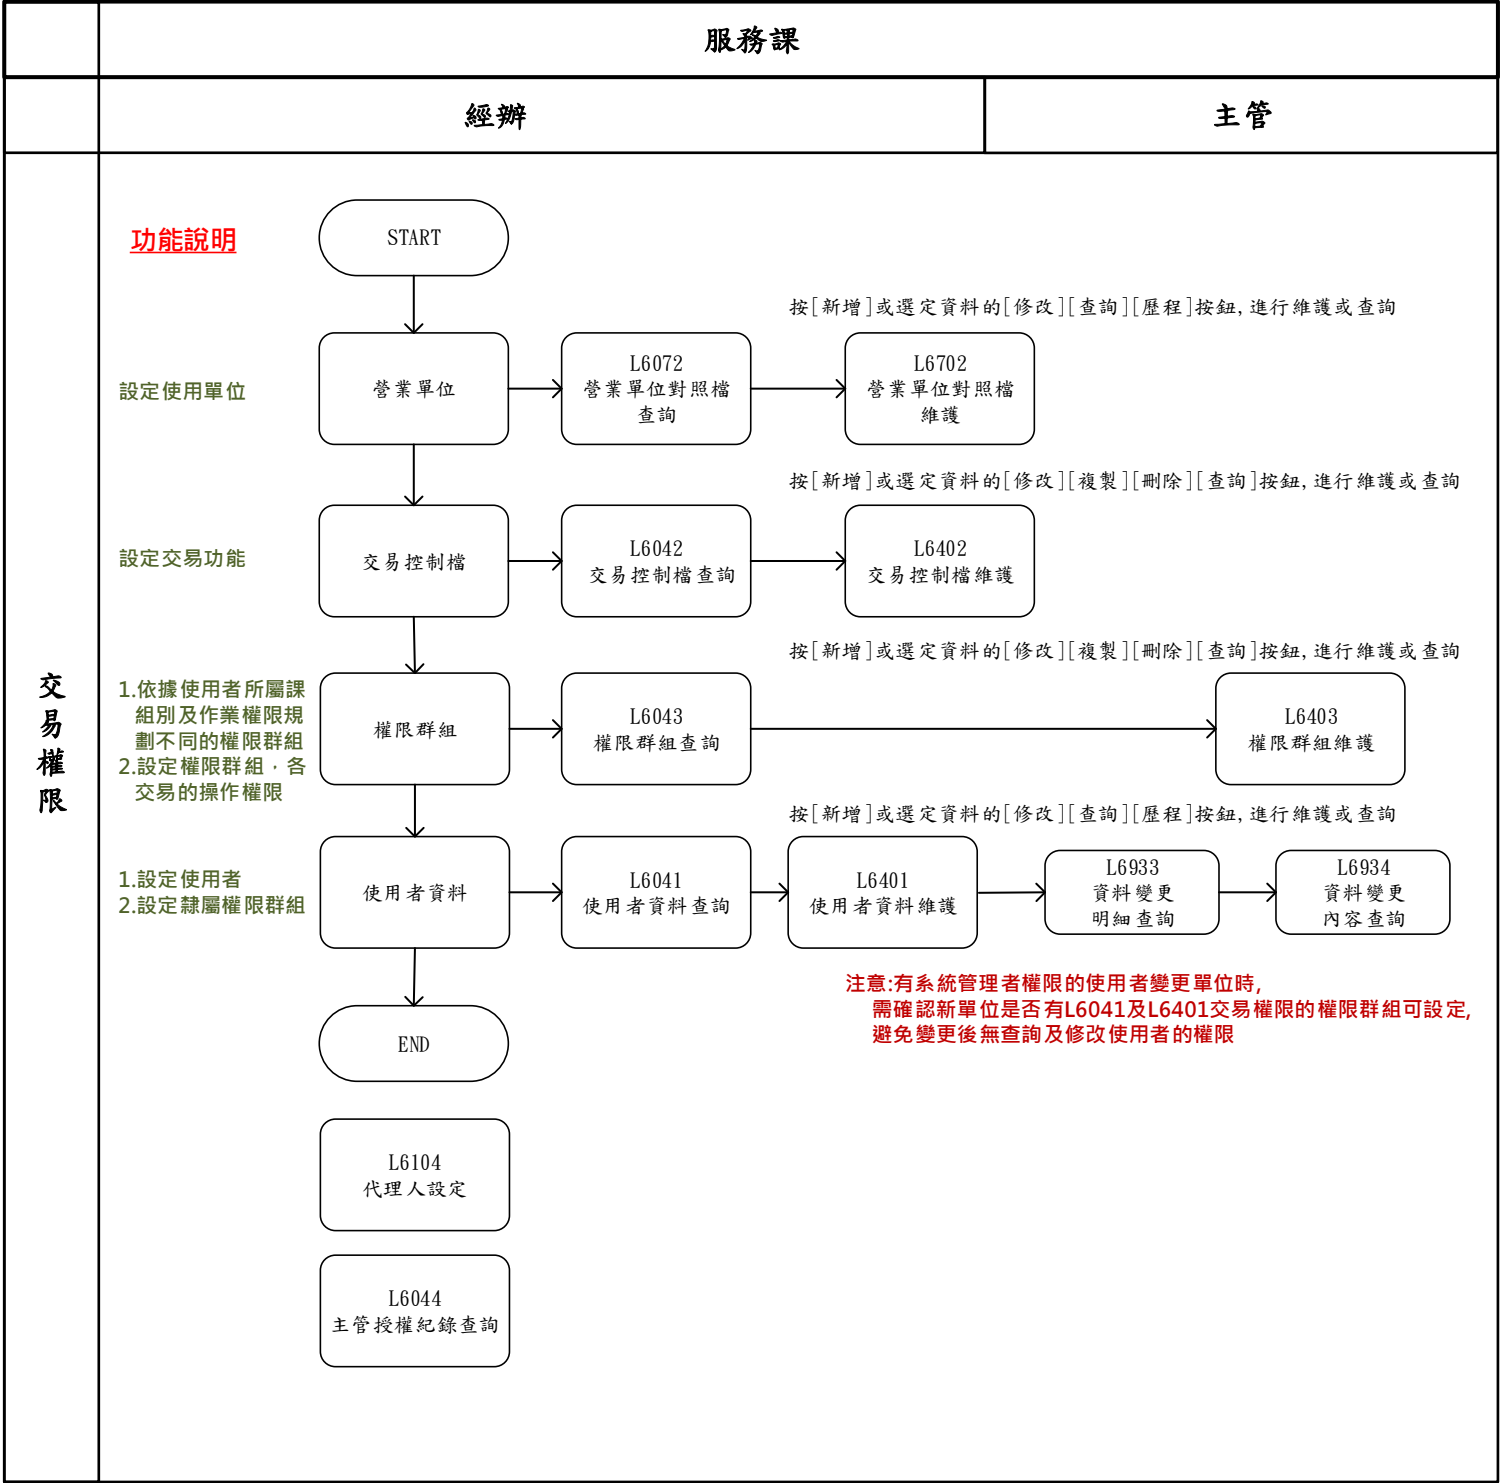 服務課
經辦
主管
交易權限
功能說明
START
按[新增]或選定資料的[修改][查詢][歷程]按鈕,進行維護或查詢
設定使用單位
營業單位
L6072
營業單位對照檔
查詢
L6702
營業單位對照檔
維護
按[新增]或選定資料的[修改][複製][刪除][查詢]按鈕,進行維護或查詢
設定交易功能
交易控制檔
L6042
交易控制檔查詢
L6402
交易控制檔維護
按[新增]或選定資料的[修改][複製][刪除][查詢]按鈕,進行維護或查詢
1.依據使用者所屬課
組別及作業權限規
劃不同的權限群組
2.設定權限群組，各
交易的操作權限
權限群組
L6043
權限群組查詢
L6403
權限群組維護
按[新增]或選定資料的[修改][查詢][歷程]按鈕,進行維護或查詢
1.設定使用者
2.設定隸屬權限群組
使用者資料
L6041
使用者資料查詢
L6401
使用者資料維護
L6933
資料變更
明細查詢
L6934
資料變更
內容查詢
注意:有系統管理者權限的使用者變更單位時,
需確認新單位是否有L6041及L6401交易權限的權限群組可設定,
避免變更後無查詢及修改使用者的權限
END
L6104
代理人設定
L6044
主管授權紀錄查詢